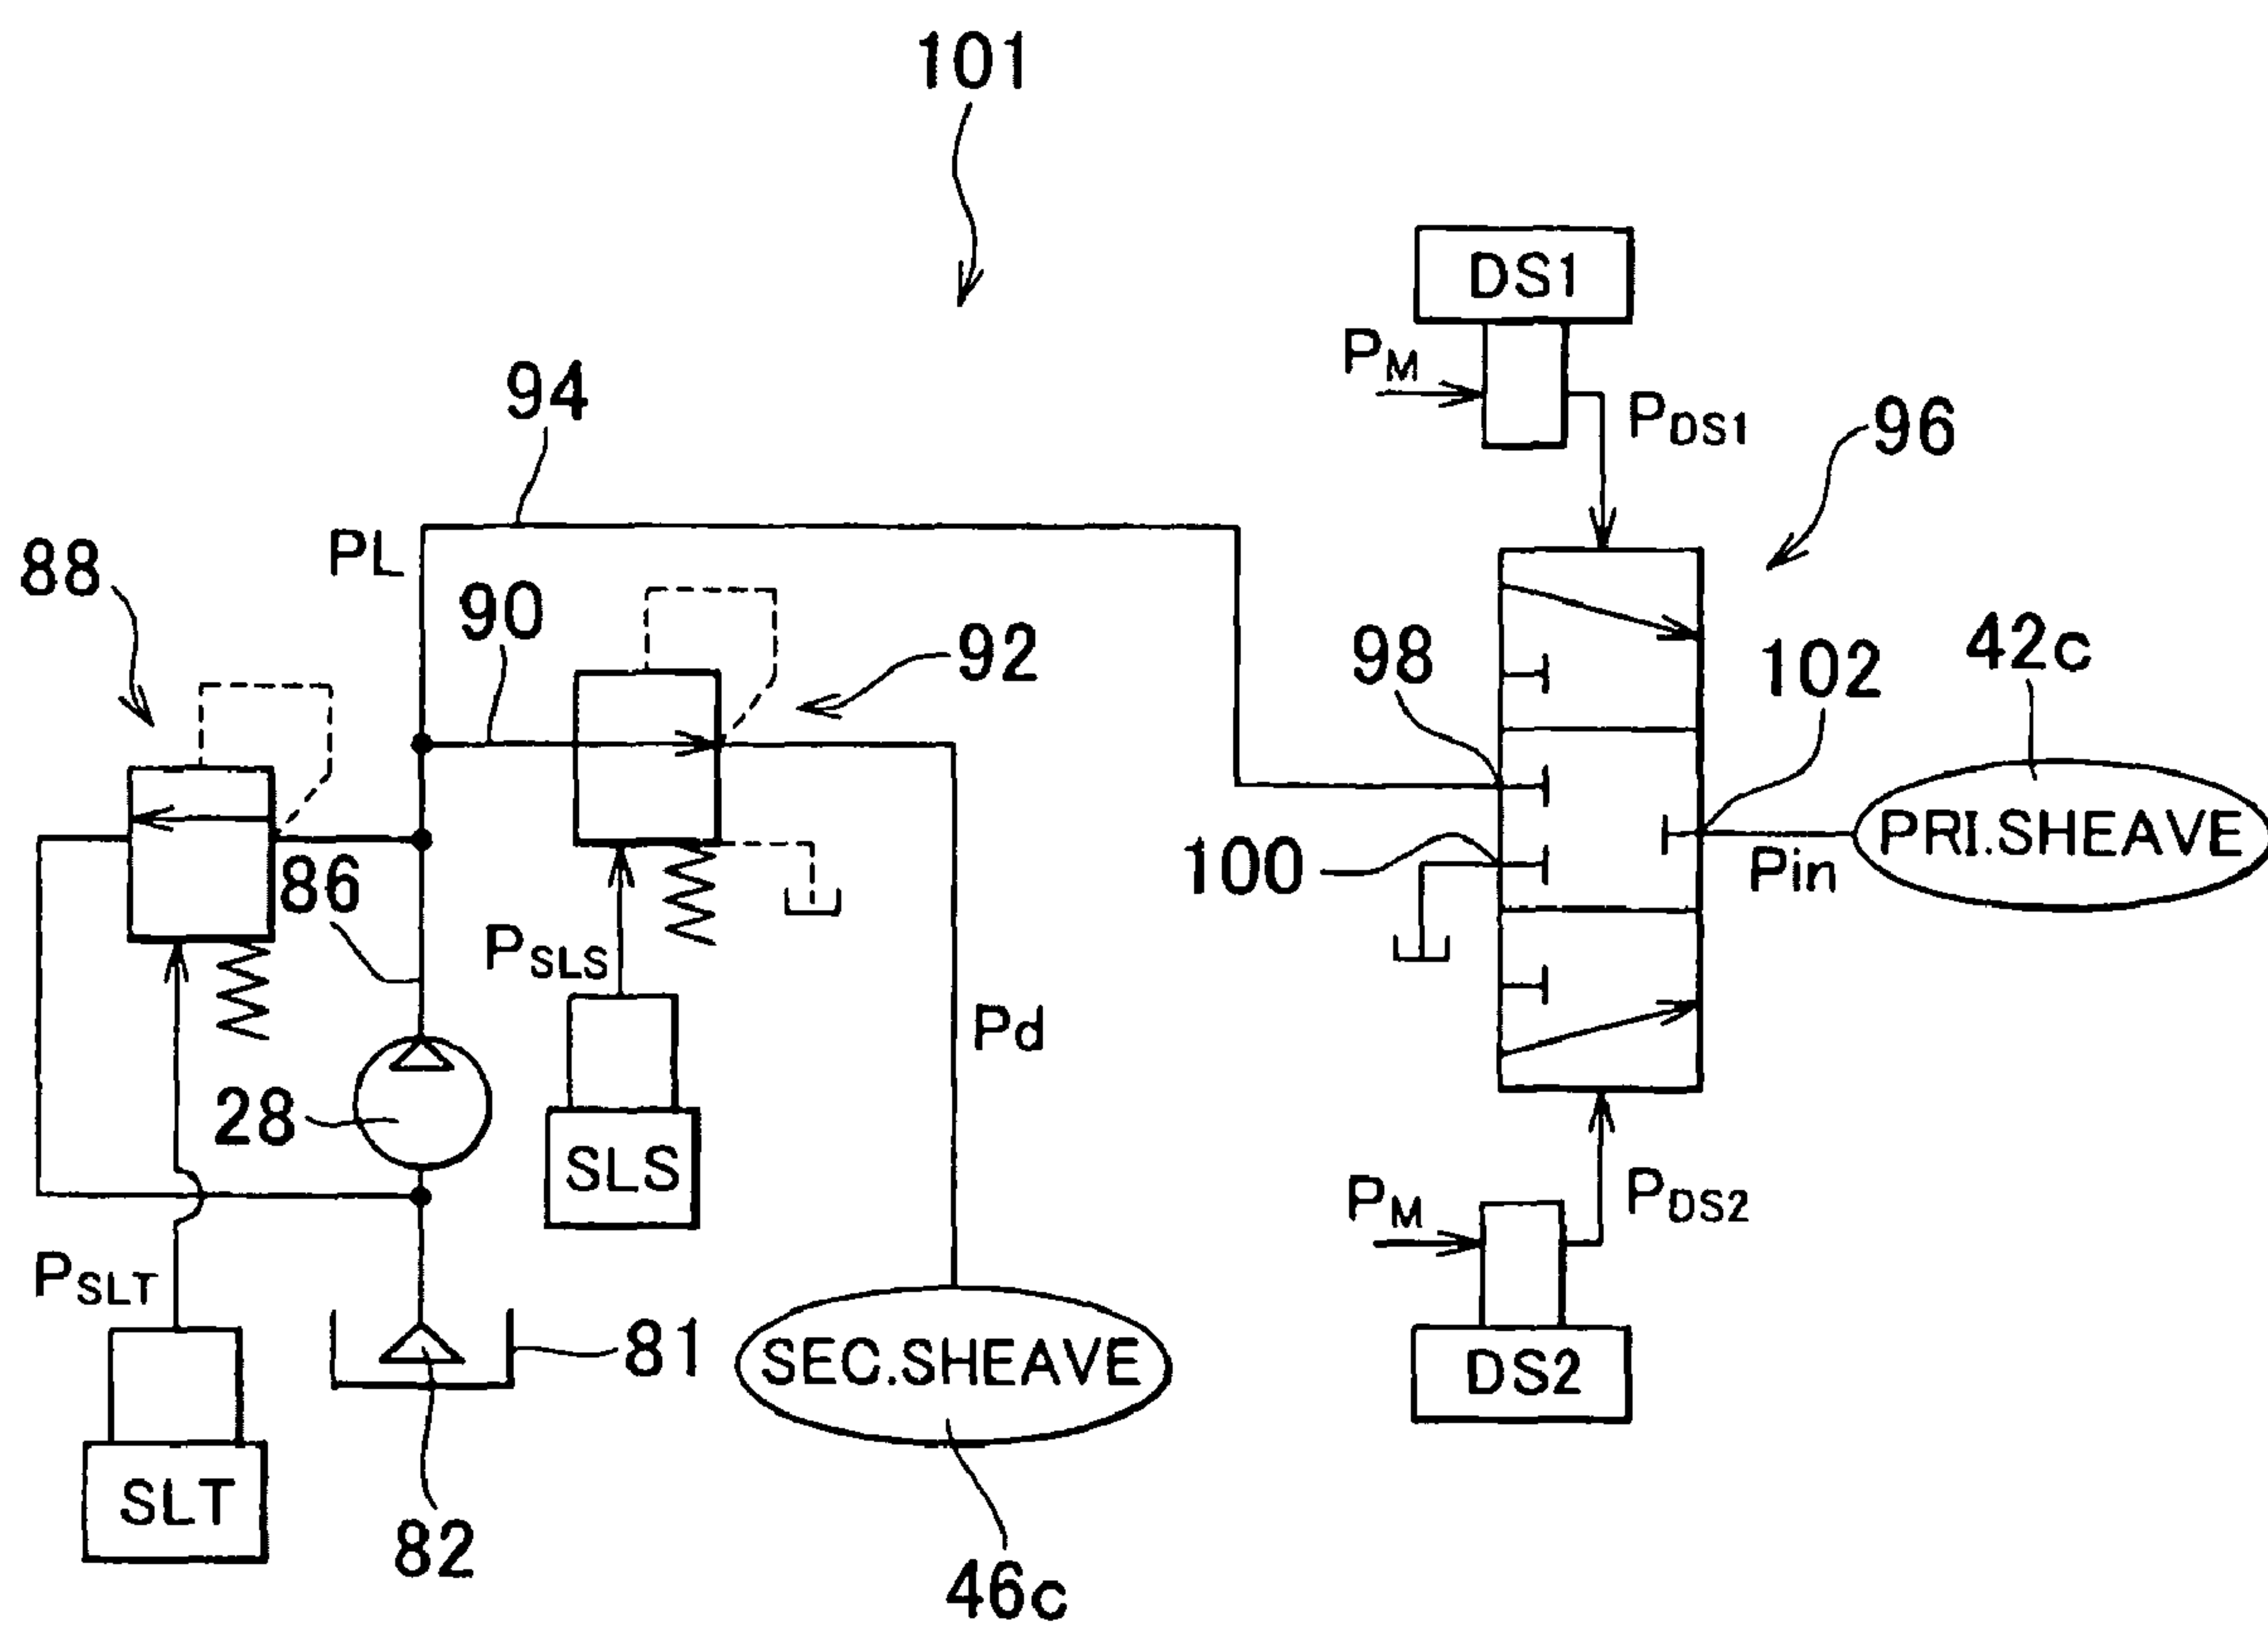 101
DS1
PM
PDS1
94
96
PL
88
90
92
98
102
42c
PRI.SHEAVE
Pin
100
86
PSLS
Pd
28
SLS
PM
PDS2
PSLT
81
SEC.SHEAVE
DS2
SLT
82
46c